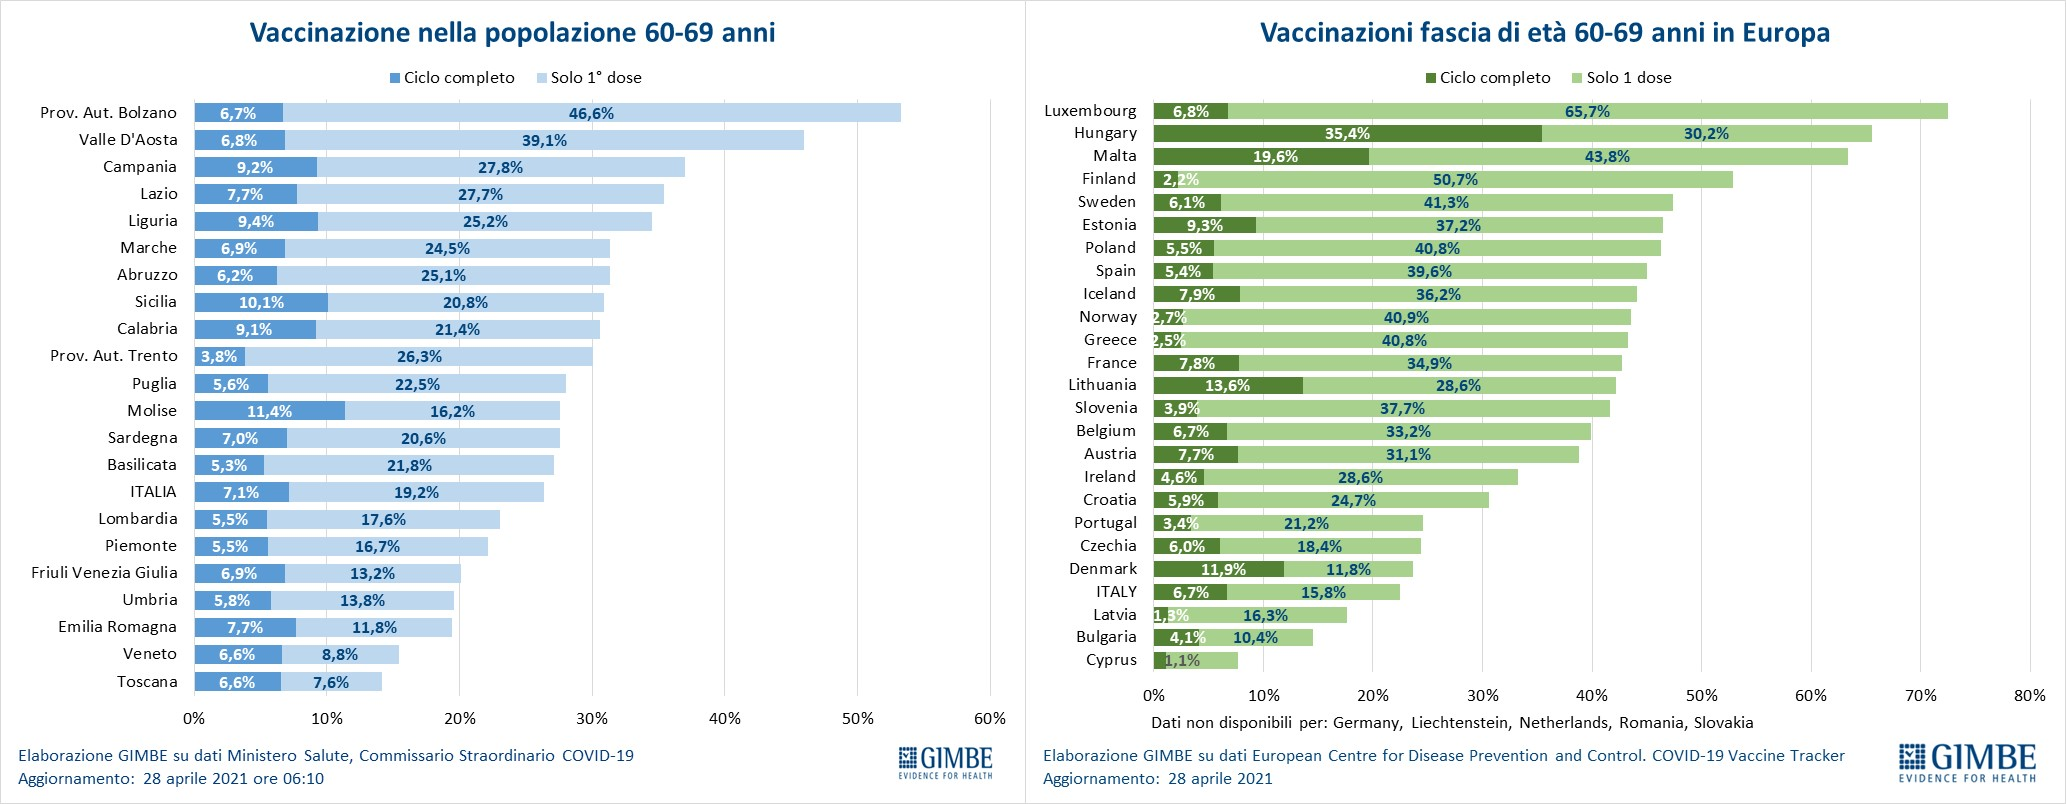 Vaccinazione nella popolazione 60-69 anni
Ciclo completo Solo 1° dose
Prov. Aut. Bolzano 6,7% 46,6%
Valle D'Aosta 6,8% 39,1%
Campania 9,2% 27,8%
Lazio 7,7% 27,7%
Liguria 9,4% 25,2%
Marche 6,9% 24,5%
Abruzzo 6,2% 25,1%
Sicilia 10,1% 20,8%
Calabria 9,1% 21,4%
Prov. Aut. Trento 3,8% 26,3%
Puglia 5,6% 22,5%
Molise 11,4% 16,2%
Sardegna 7,0% 20,6%
Basilicata 5,3% 21,8%
ITALIA 7,1% 19,2%
Lombardia 5,5% 17,6%
Piemonte 5,5% 16,7%
Friuli Venezia Giulia 6,9% 13,2%
Umbria 5,8% 13,8%
Emilia Romagna 7,7% 11,8%
Veneto 6,6% 8,8%
Toscana 6,6% 7,6%
0% 10% 20% 30% 40% 50% 60%
Elaborazione GIMBE su dati Ministero Salute, Commissario Straordinario COVID-19
Aggiornamento: 28 aprile 2021 ore 06:10
GIMBE
EVIDENCE FOR HEALTH
Vaccinazioni fascia di età 60-69 anni in Europa
Ciclo completo Solo 1 dose
Luxembourg 6,8% 65,7%
Hungary 35,4% 30,2%
Malta 19,6% 43,8%
Finland 2,2% 50,7%
Sweden 6,1% 41,3%
Estonia 9,3% 37,2%
Poland 5,5% 40,8%
Spain 5,4% 39,6%
Iceland 7,9% 36,2%
Norway 2,7% 40,9%
Greece 2,5% 40,8%
France 7,8% 34,9%
Lithuania 13,6% 28,6%
Slovenia 3,9% 37,7%
Belgium 6,7% 33,2%
Austria 7,7% 31,1%
Ireland 4,6% 28,6%
Croatia 5,9% 24,7%
Portugal 3,4% 21,2%
Czechia 6,0% 18,4%
Denmark 11,9% 11,8%
ITALY 6,7% 15,8%
Latvia 1,3% 16,3%
Bulgaria 4,1% 10,4%
Cyprus 1,1%
0% 10% 20% 30% 40% 50% 60% 70% 80%
Dati non disponibili per: Germany, Liechtenstein, Netherlands, Romania, Slovakia
Elaborazione GIMBE su dati European Centre for Disease Prevention and Control. COVID-19 Vaccine Tracker
Aggiornamento: 28 aprile 2021
GIMBE
EVIDENCE FOR HEALTH